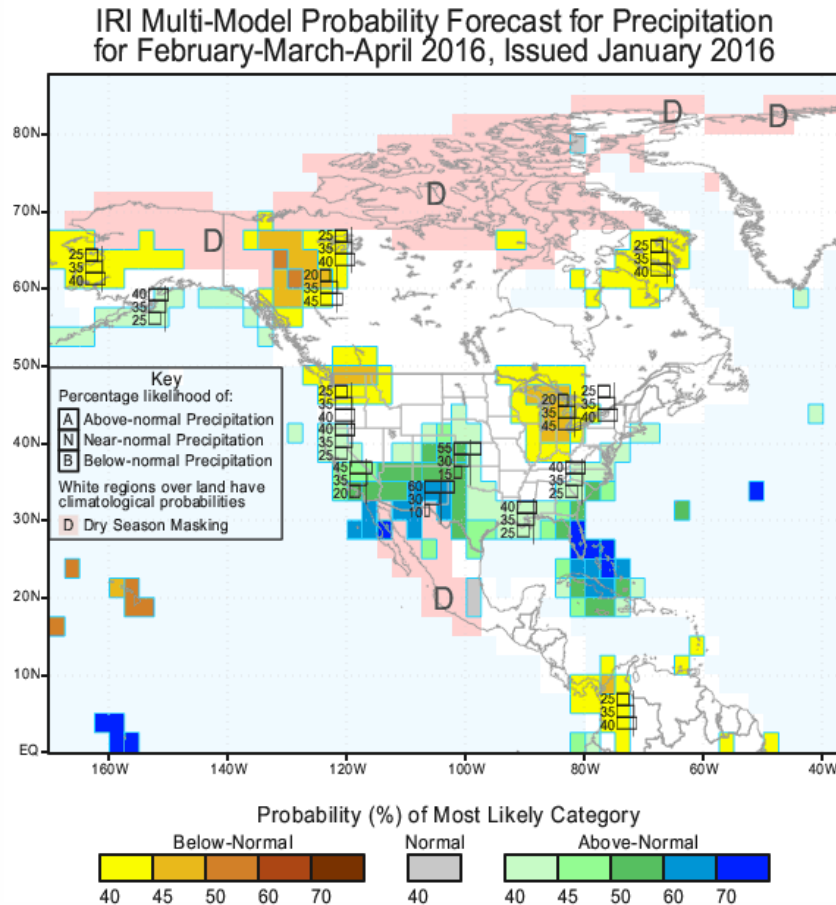 IRI Multi-Model Probability Forecast for Precipitation
for February-March-April 2016, Issued January 2016
80N
70N
60N
50N
40N
30N
20N
10N
EQ
160W 140W 120W 100W 80W 60W 40W
D
D
D
D
D
25
35
40
40
35
25
25
35
40
20
35
45
25
35
40
25
35
40
40
35
25
45
35
20
55
30
15
60
30
10
20
35
45
25
35
40
40
35
25
40
35
25
25
35
40
Key
Percentage likelihood of:
A Above-normal Precipitation
N Near-normal Precipitation
B Below-normal Precipitation
White regions over land have
climatological probabilities
D Dry Season Masking
Probability (%) of Most Likely Category
Below-Normal Normal Above-Normal
40 45 50 60 70 40 40 45 50 60 70